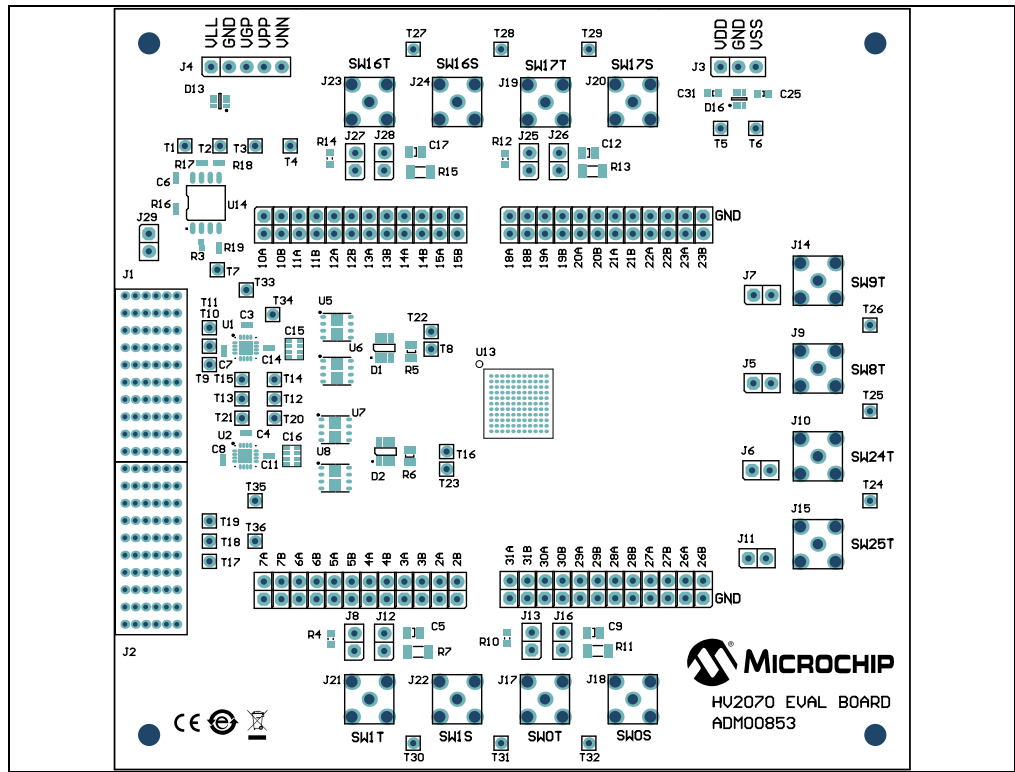 VLL GND VGP VPP VNN
J4
D13
T27 T28 T29
SW16T SW16S SW17T SW17S
J23 J24 J19 J20
VDD GND VSS
J3
C31 D16 C25
T5 T6
T1 T2 T3 T4
R17 R18
C6
U14
R16
J29
R3 R19
T7
R14 J27 J28 C17
R15
R12 J25 J26 C12
R13
GND
10A 10B 11A 11B 12A 12B 13A 13B 14A 14B 15A 15B
18A 18B 19A 19B 20A 20B 21A 21B 22A 22B 23A 23B
J14
J7
SW9T
T26
J9
J5
SW8T
T25
J10
J6
SW24T
T24
J15
J11
SW25T
J1
T33
T34
T11
T10
U1 C3 C15
C7 C14
T9 T15 T14
T13 T12
T21 T20
U2 C4 C16
C8 C11
U5
U6
D1 R5
T22
T8
U13
U7
U8
D2 R6
T16
T23
T35
T19
T18 T36
T17
7A 7B 6A 6B 5A 5B 4A 4B 3A 3B 2A 2B
31A 31B 30A 30B 29A 29B 28A 28B 27A 27B 26A 26B
GND
J2
R4 J8 J12 C5
R7
R10 J13 J16 C9
R11
J21 J22 J17 J18
SW1T SW1S SW0T SW0S
T30 T31 T32
CE e
MICROCHIP®
HV2070 EVAL BOARD
ADM00853